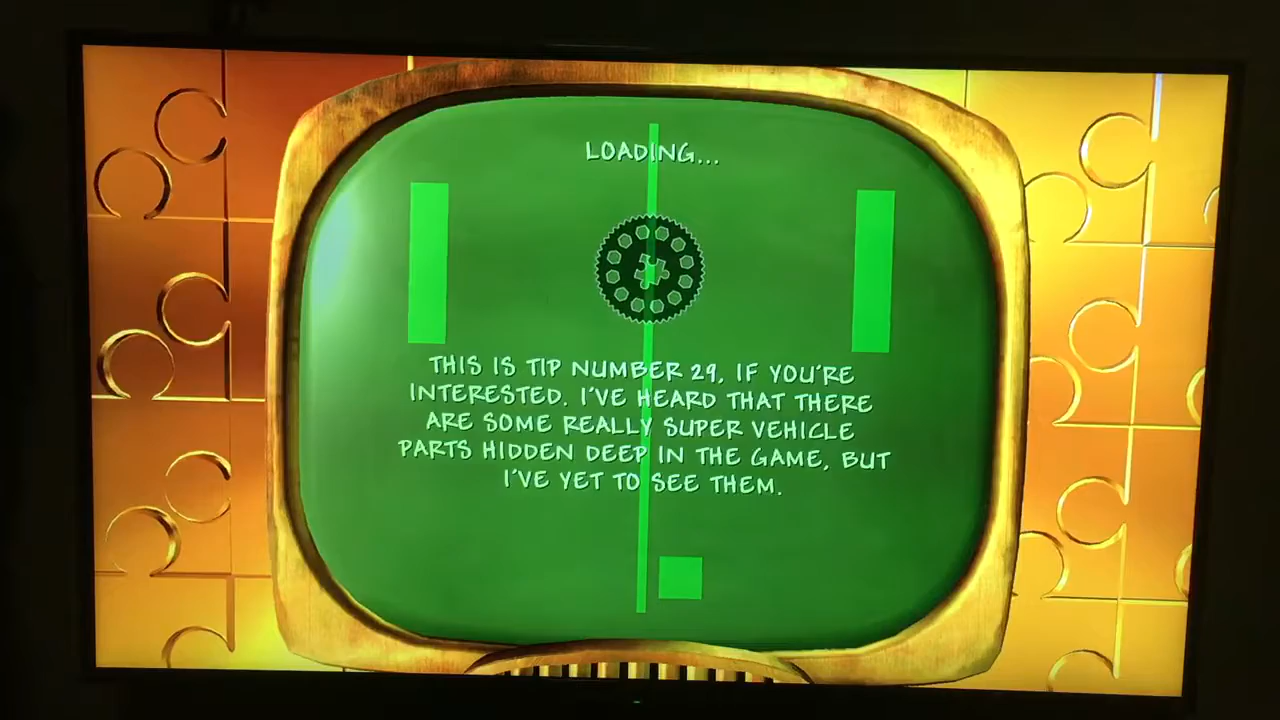 LOADING...
THIS IS TIP NUMBER 29, IF YOU'RE
INTERESTED. I'VE HEARD THAT THERE
ARE SOME REALLY SUPER VEHICLE
PARTS HIDDEN DEEP IN THE GAME, BUT
I'VE YET TO SEE THEM.